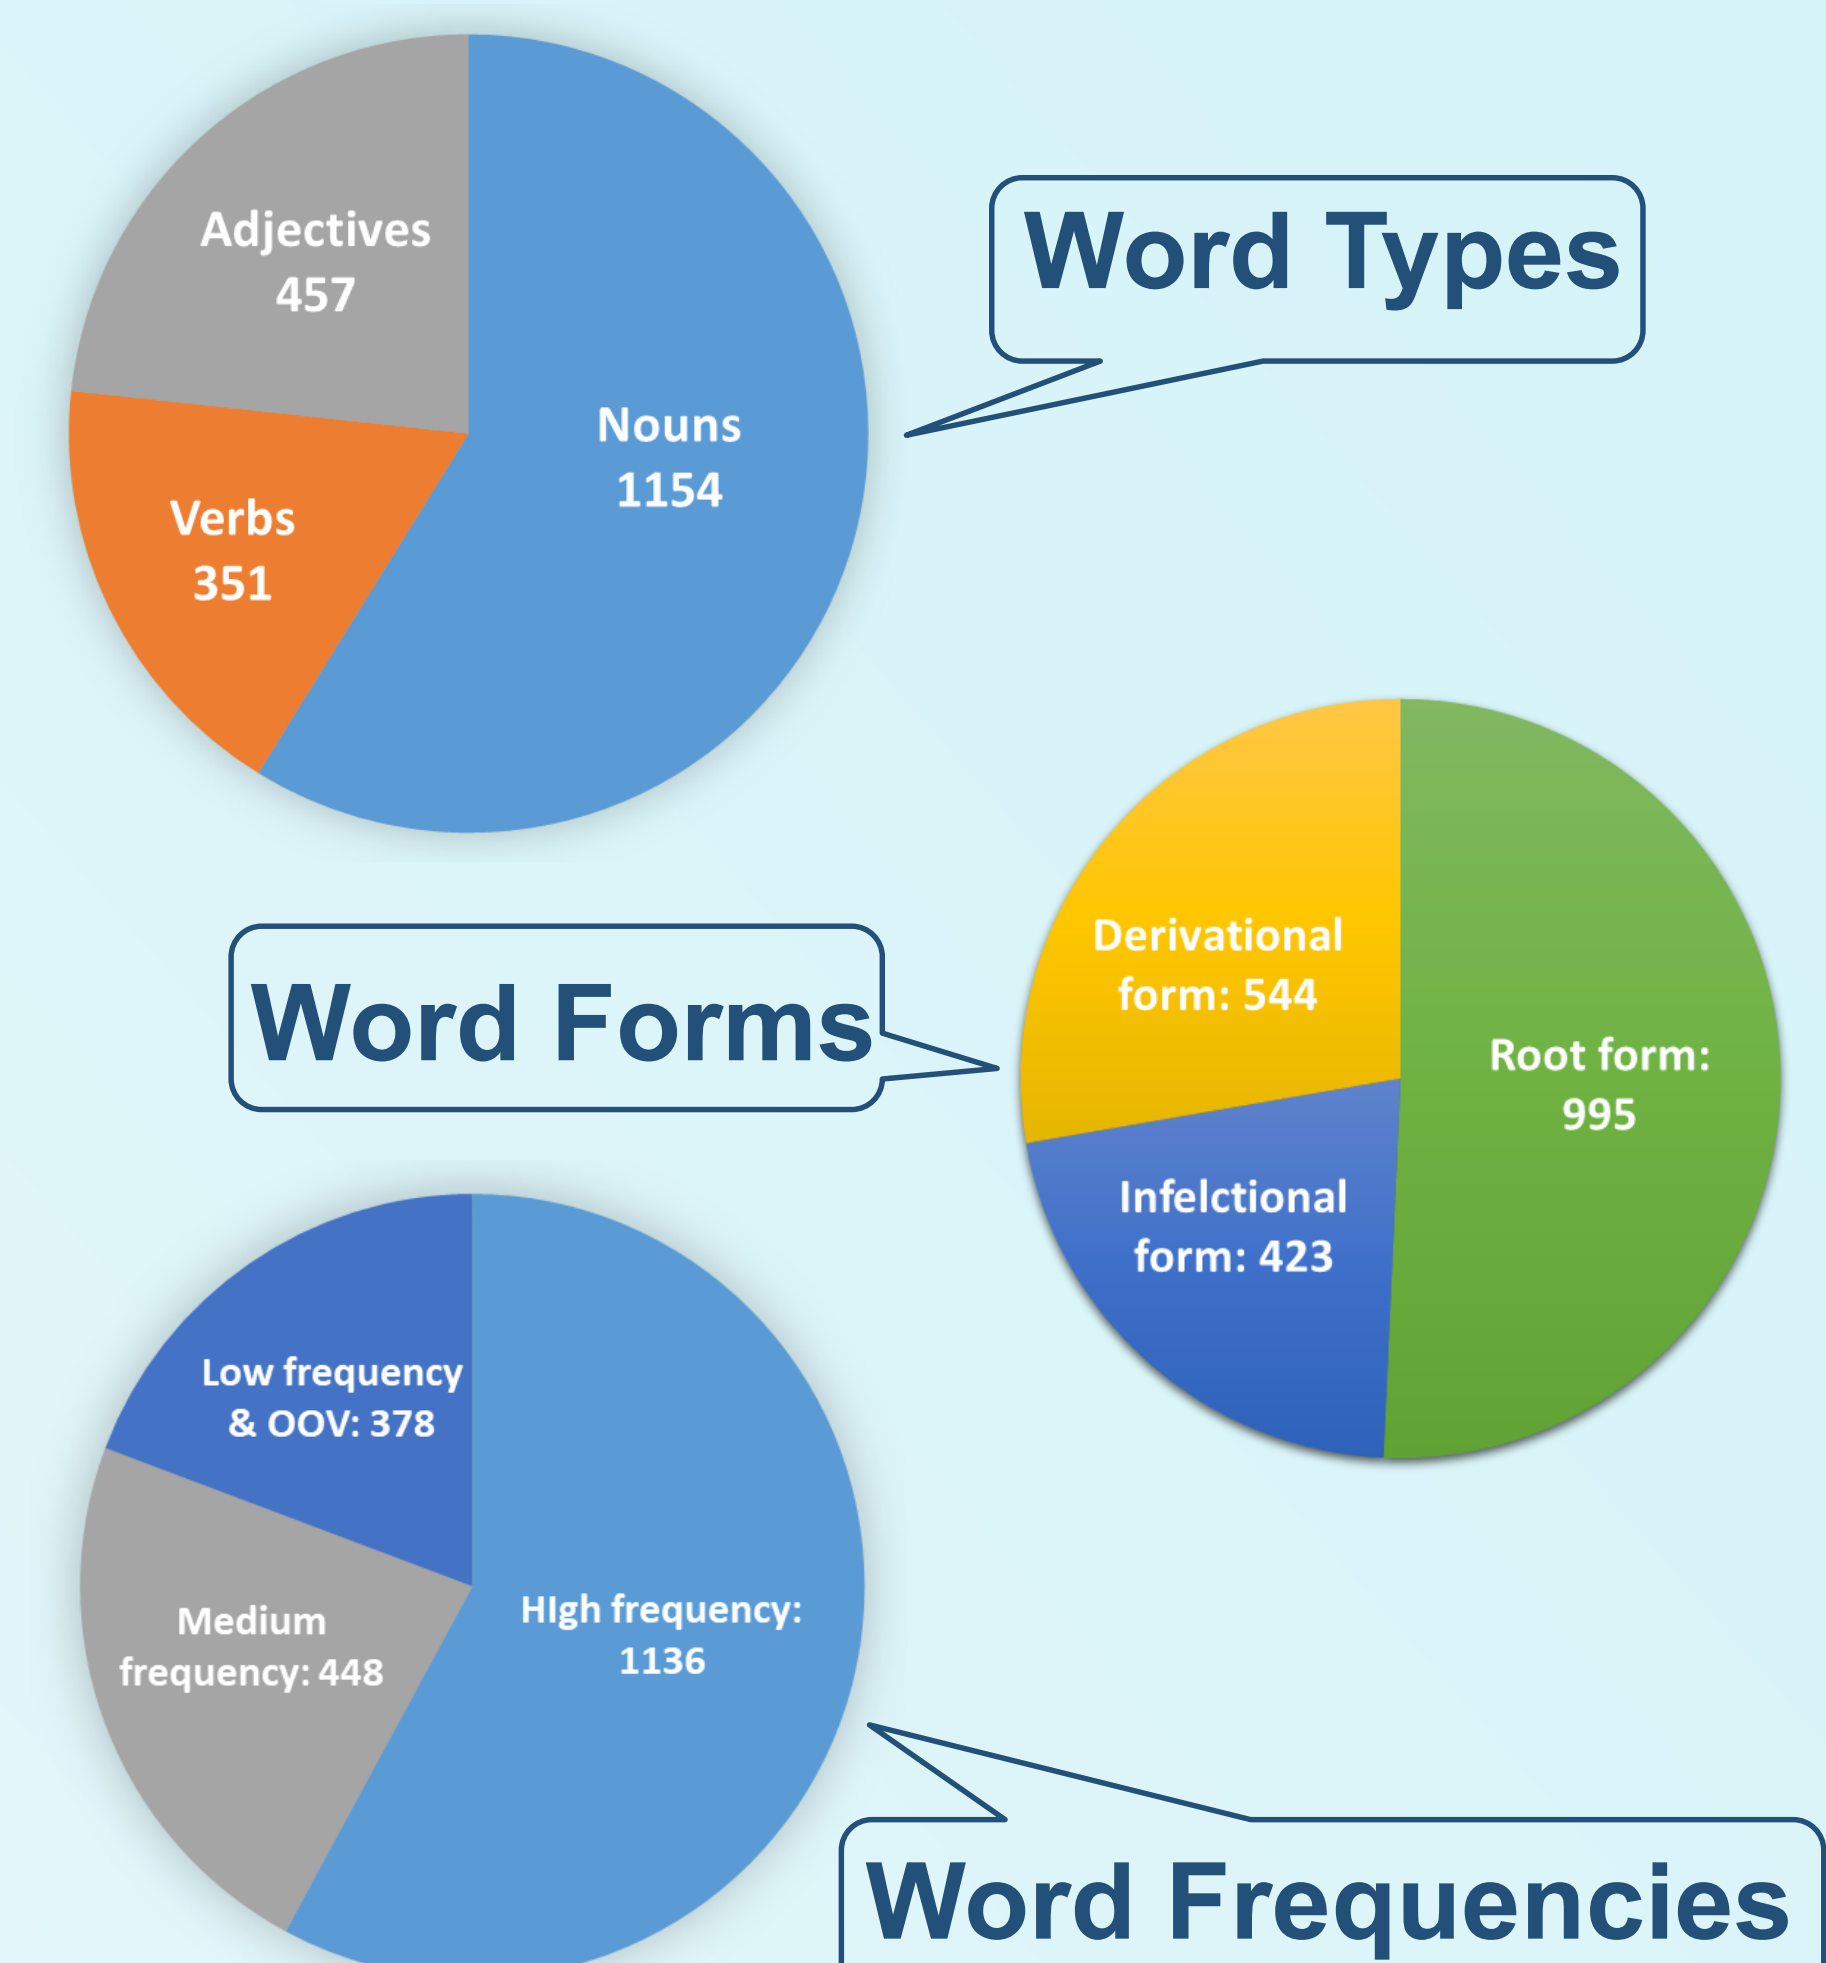 Adjectives
457
Nouns
1154
Verbs
351
Word Types
Word Forms
Derivational
form: 544
Root form:
995
Infelctional
form: 423
Low frequency
& OOV: 378
Medium
frequency: 448
HIgh frequency:
1136
Word Frequencies